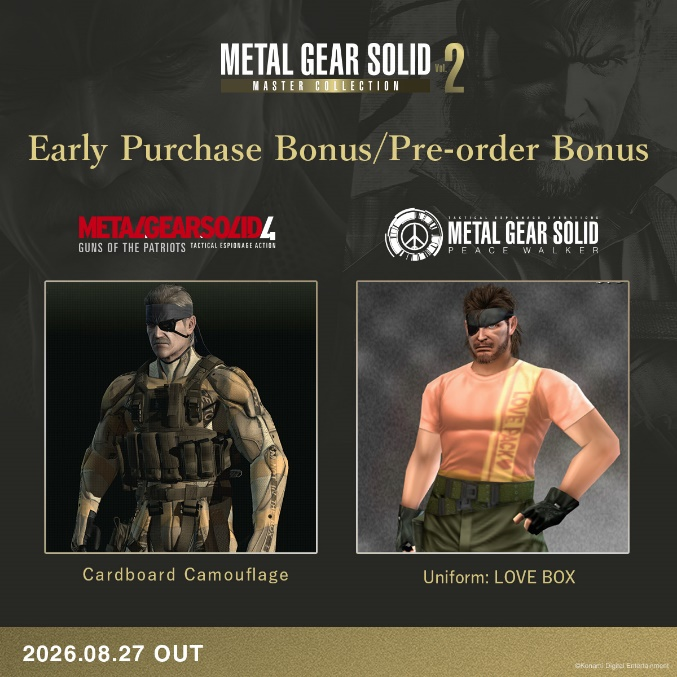 METAL GEAR SOLID Vol.2
MASTER COLLECTION
Early Purchase Bonus/Pre-order Bonus
METAL GEAR SOLID 4
GUNS OF THE PATRIOTS TACTICAL ESPIONAGE ACTION
TACTICAL ESPIONAGE OPERATIONS
METAL GEAR SOLID
PEACE WALKER
LOVE PACK
Cardboard Camouflage
Uniform: LOVE BOX
2026.08.27 OUT
©Konami Digital Entertainment